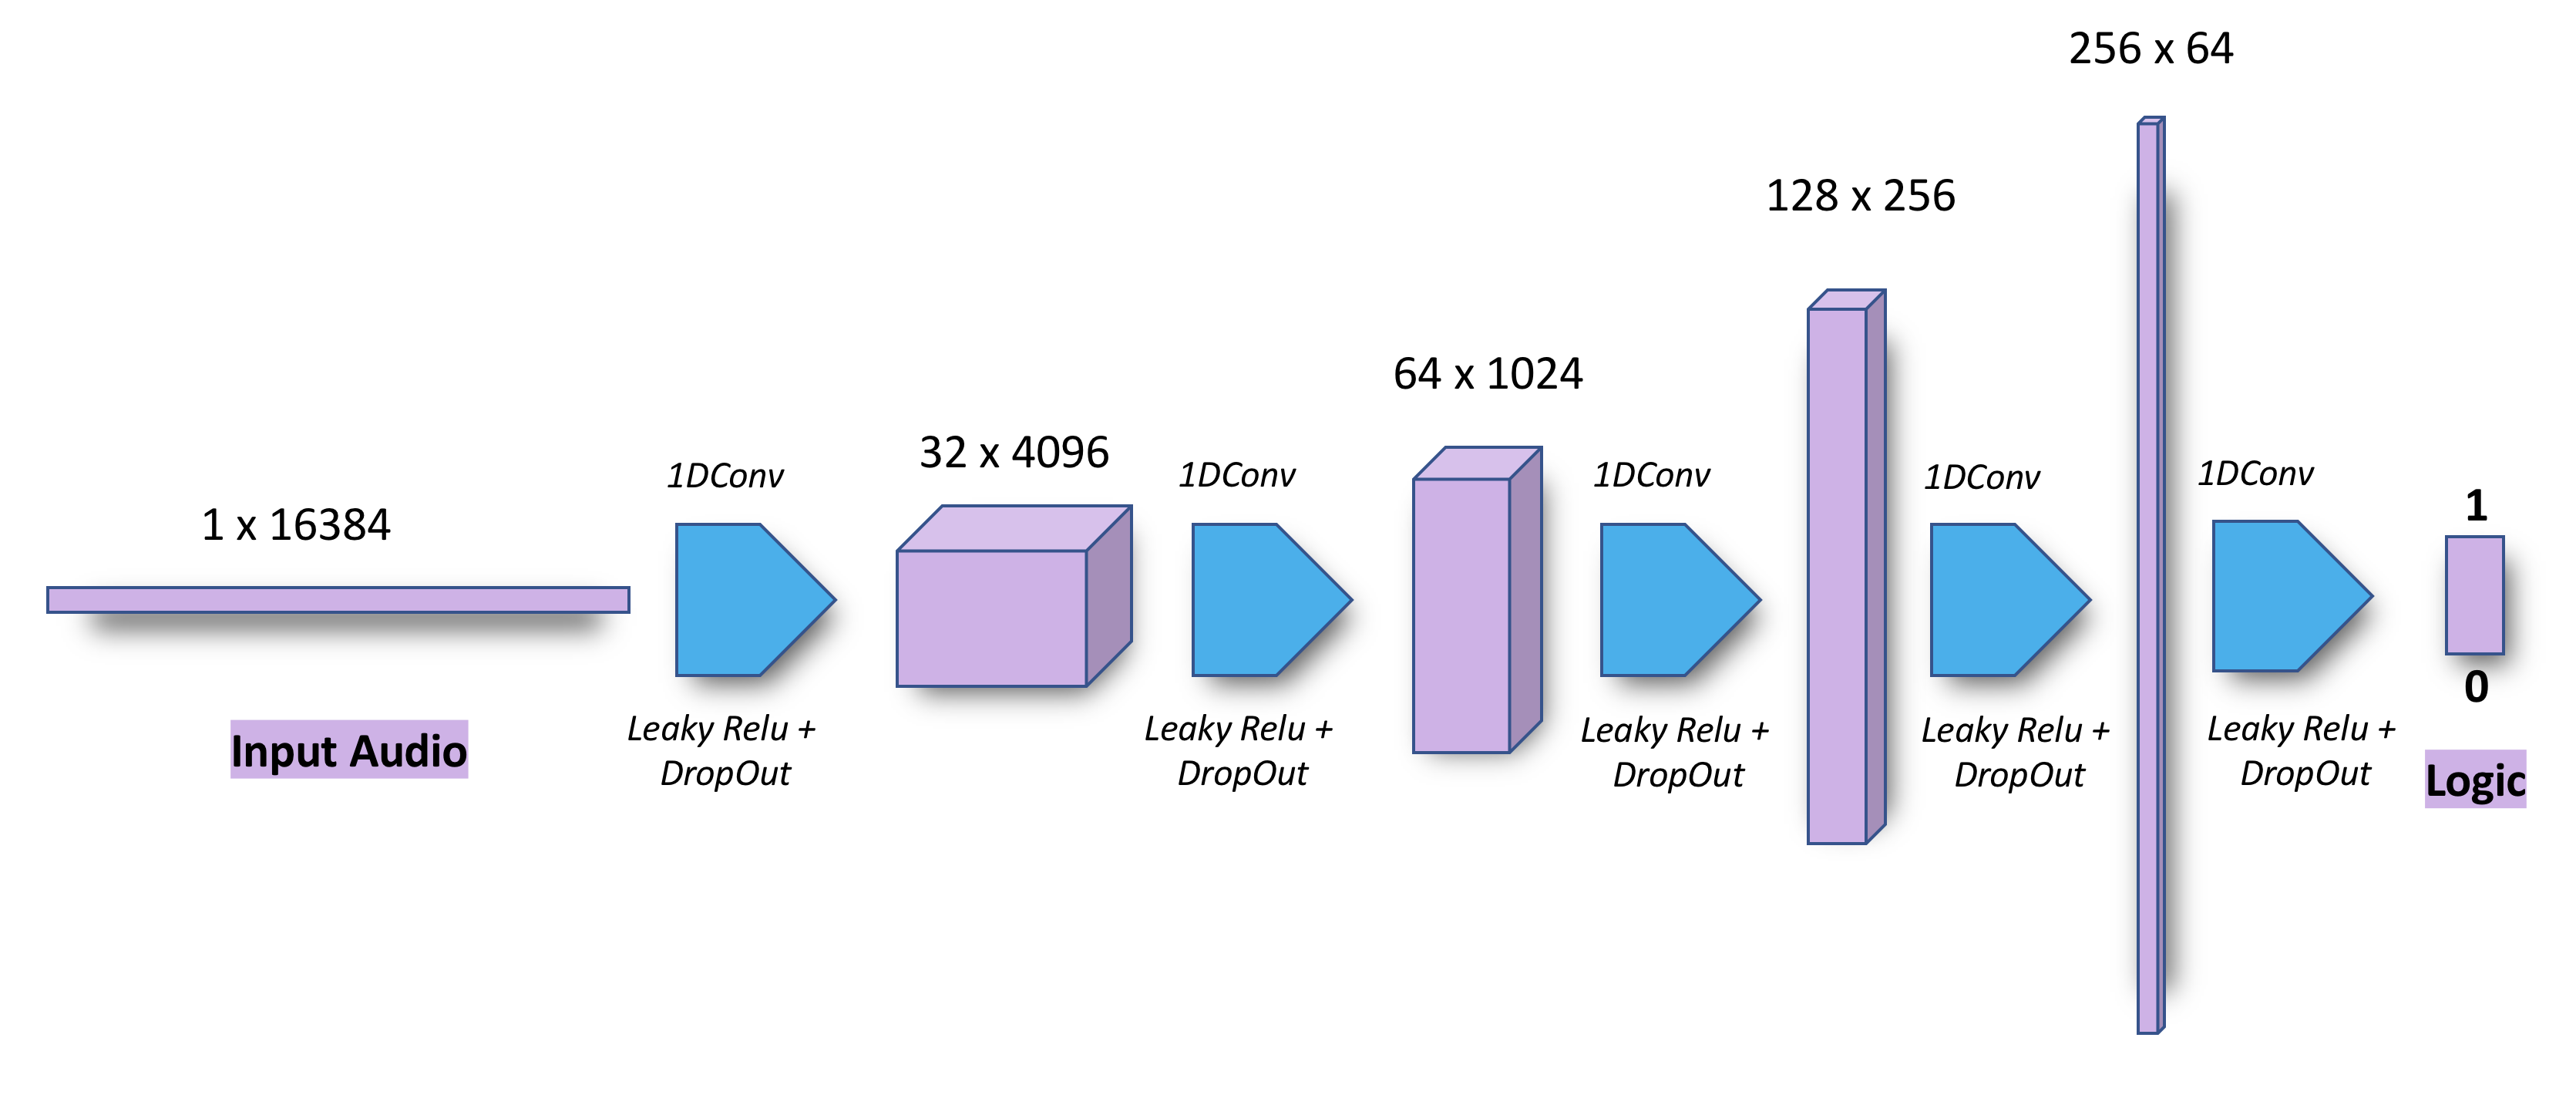 256 x 64
128 x 256
64 x 1024
32 x 4096
1 x 16384
1DConv
1DConv
1DConv
1DConv
1DConv
1
0
Input Audio
Leaky Relu +
DropOut
Leaky Relu +
DropOut
Leaky Relu +
DropOut
Leaky Relu +
DropOut
Leaky Relu +
DropOut
Logic